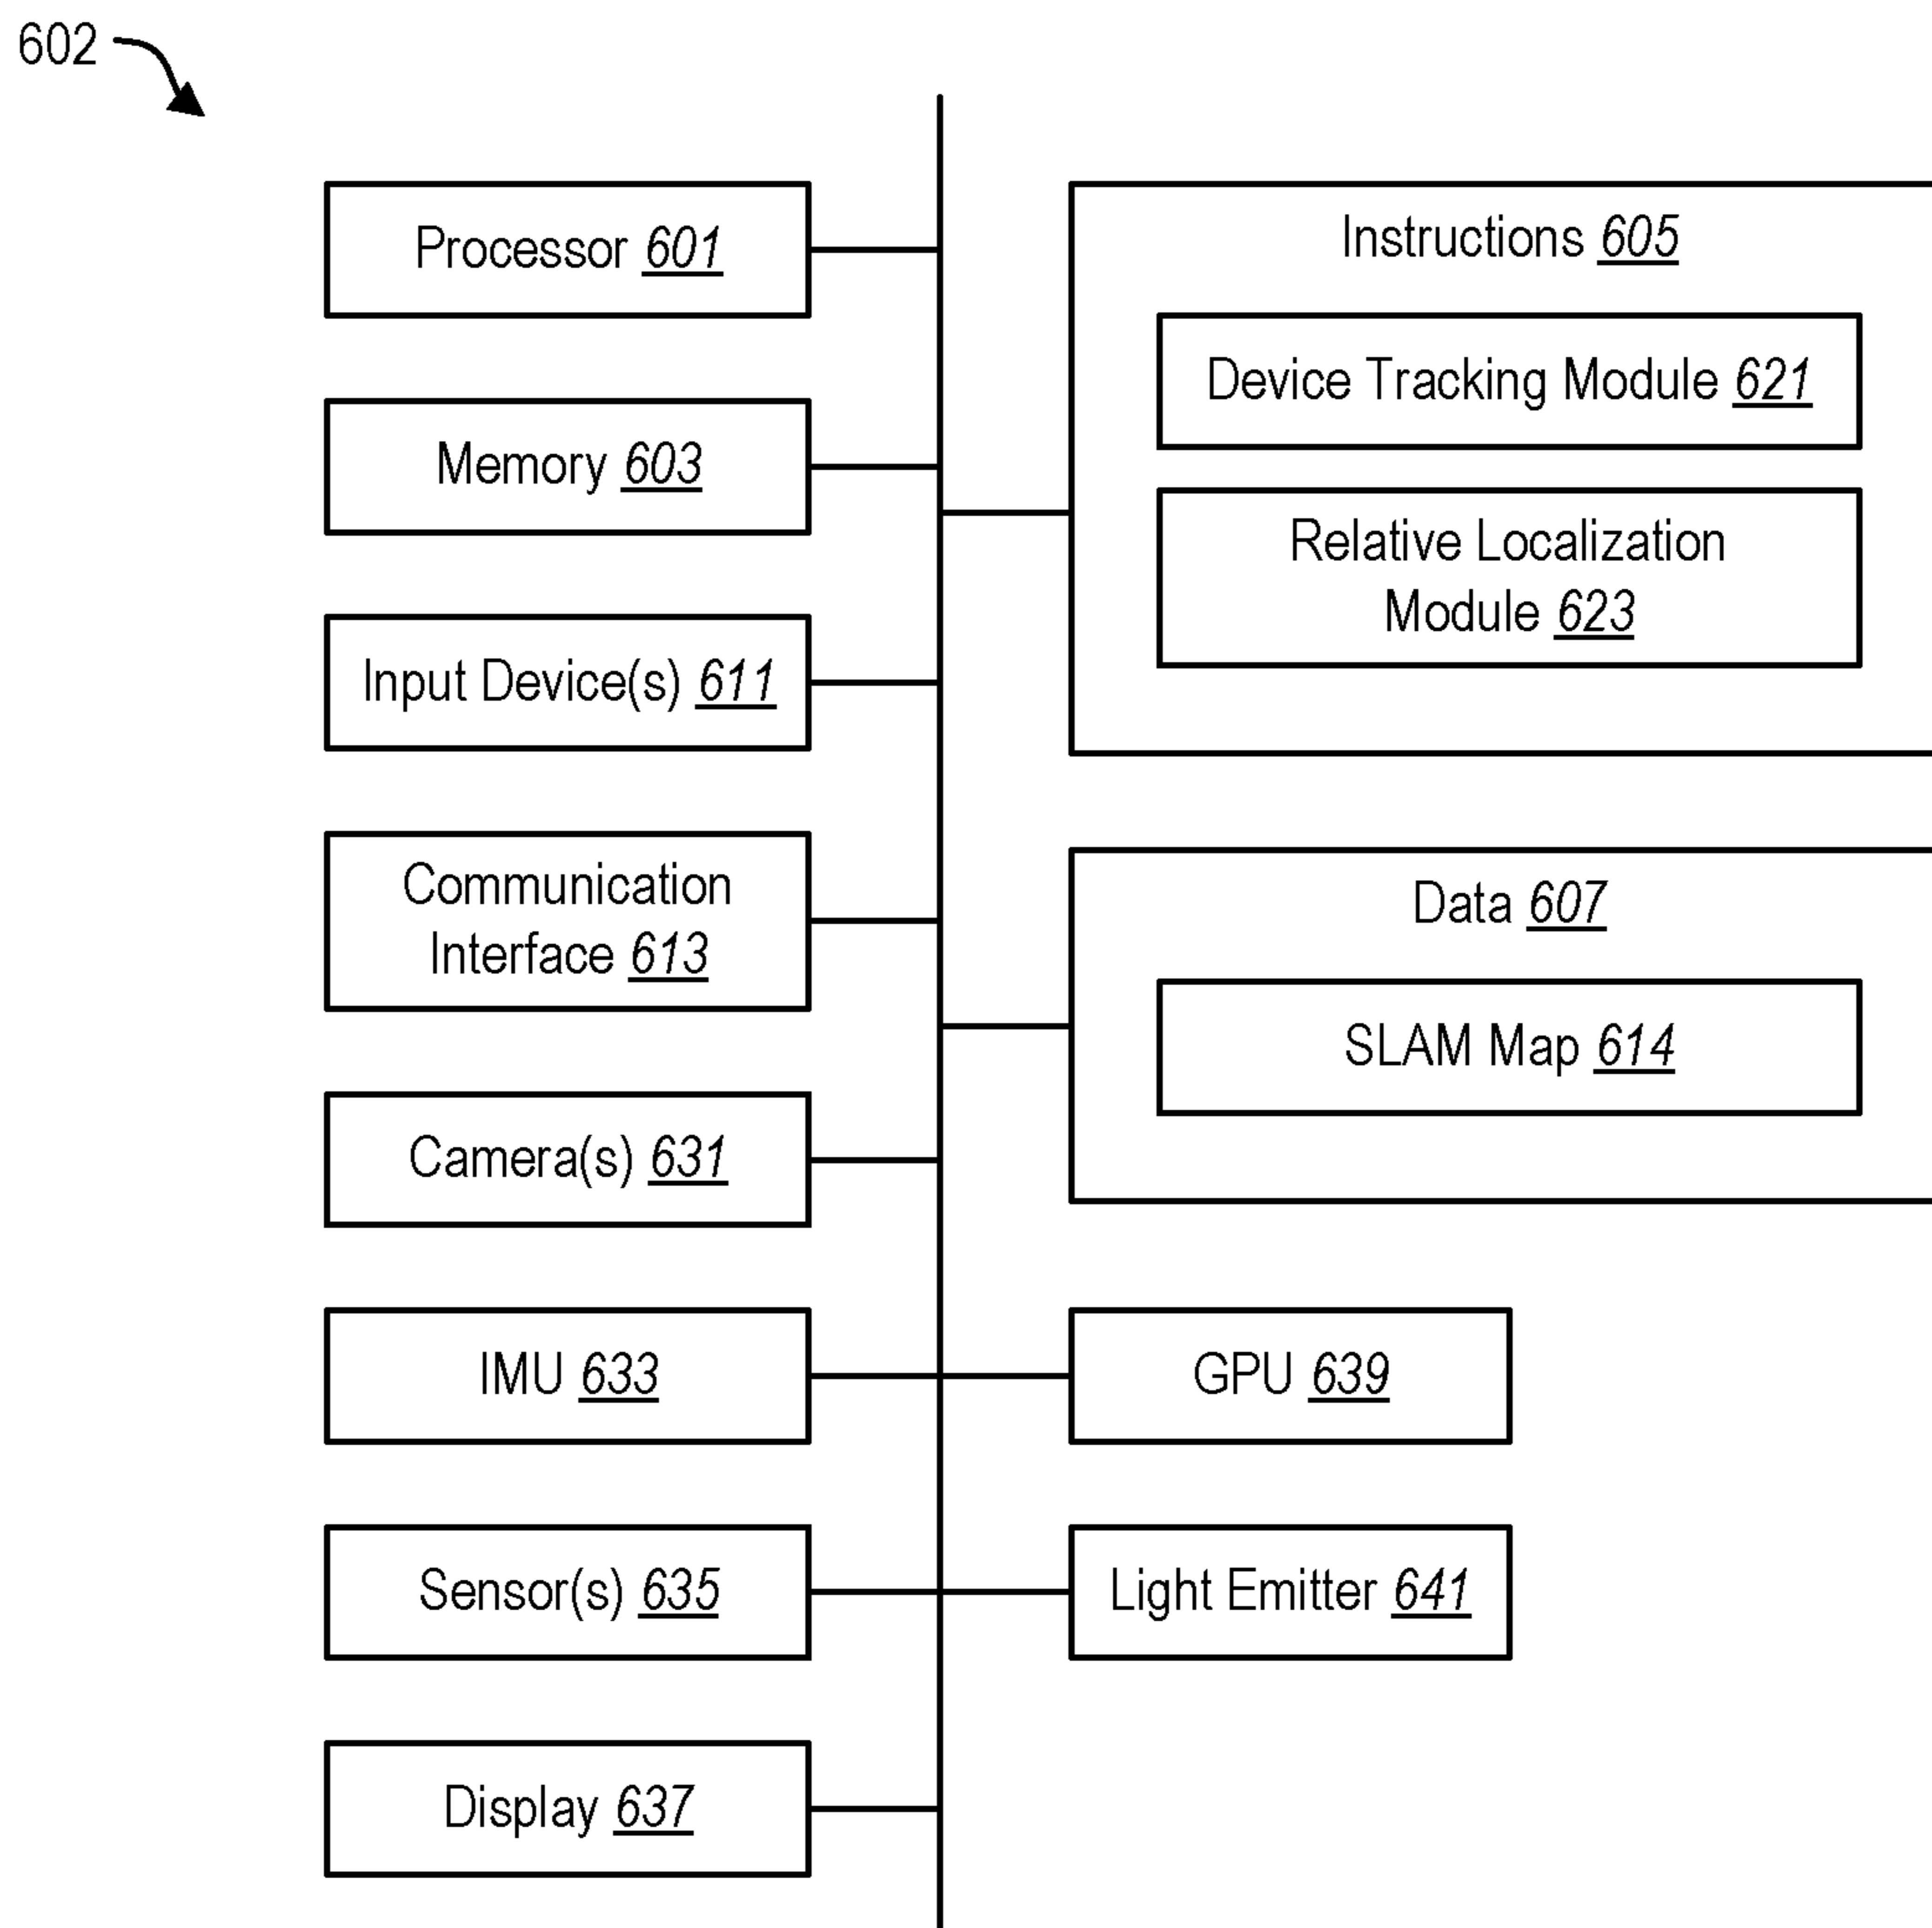 602
Processor 601
Memory 603
Input Device(s) 611
Communication
Interface 613
Camera(s) 631
IMU 633
Sensor(s) 635
Display 637
Instructions 605
Device Tracking Module 621
Relative Localization
Module 623
Data 607
SLAM Map 614
GPU 639
Light Emitter 641